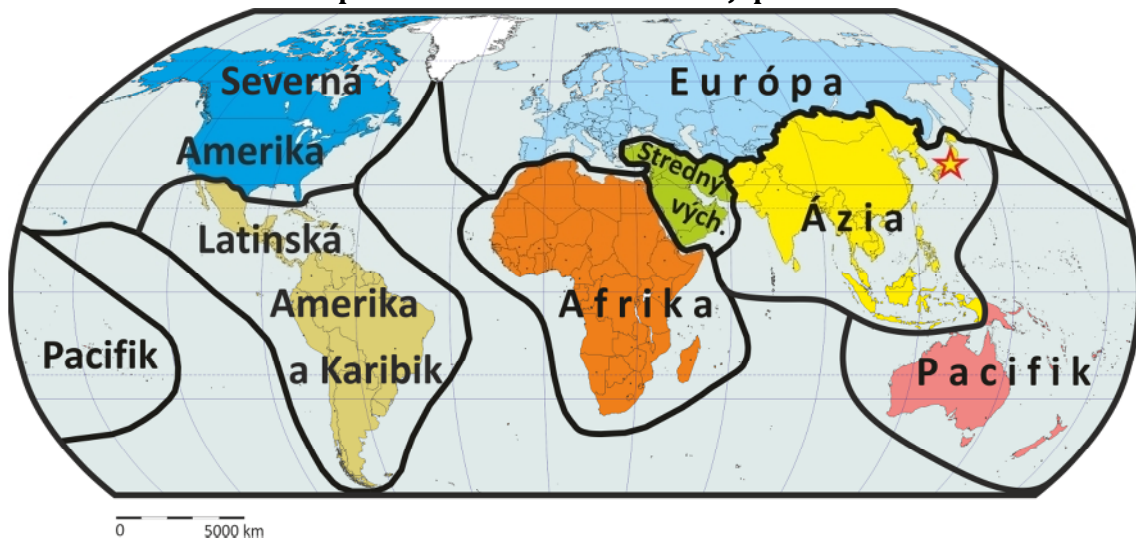 Severná
Amerika
Európa
Stredný
vých.
Ázia
Latinská
Amerika
a Karibik
Afrika
Pacifik
Pacifik
0 5000 km